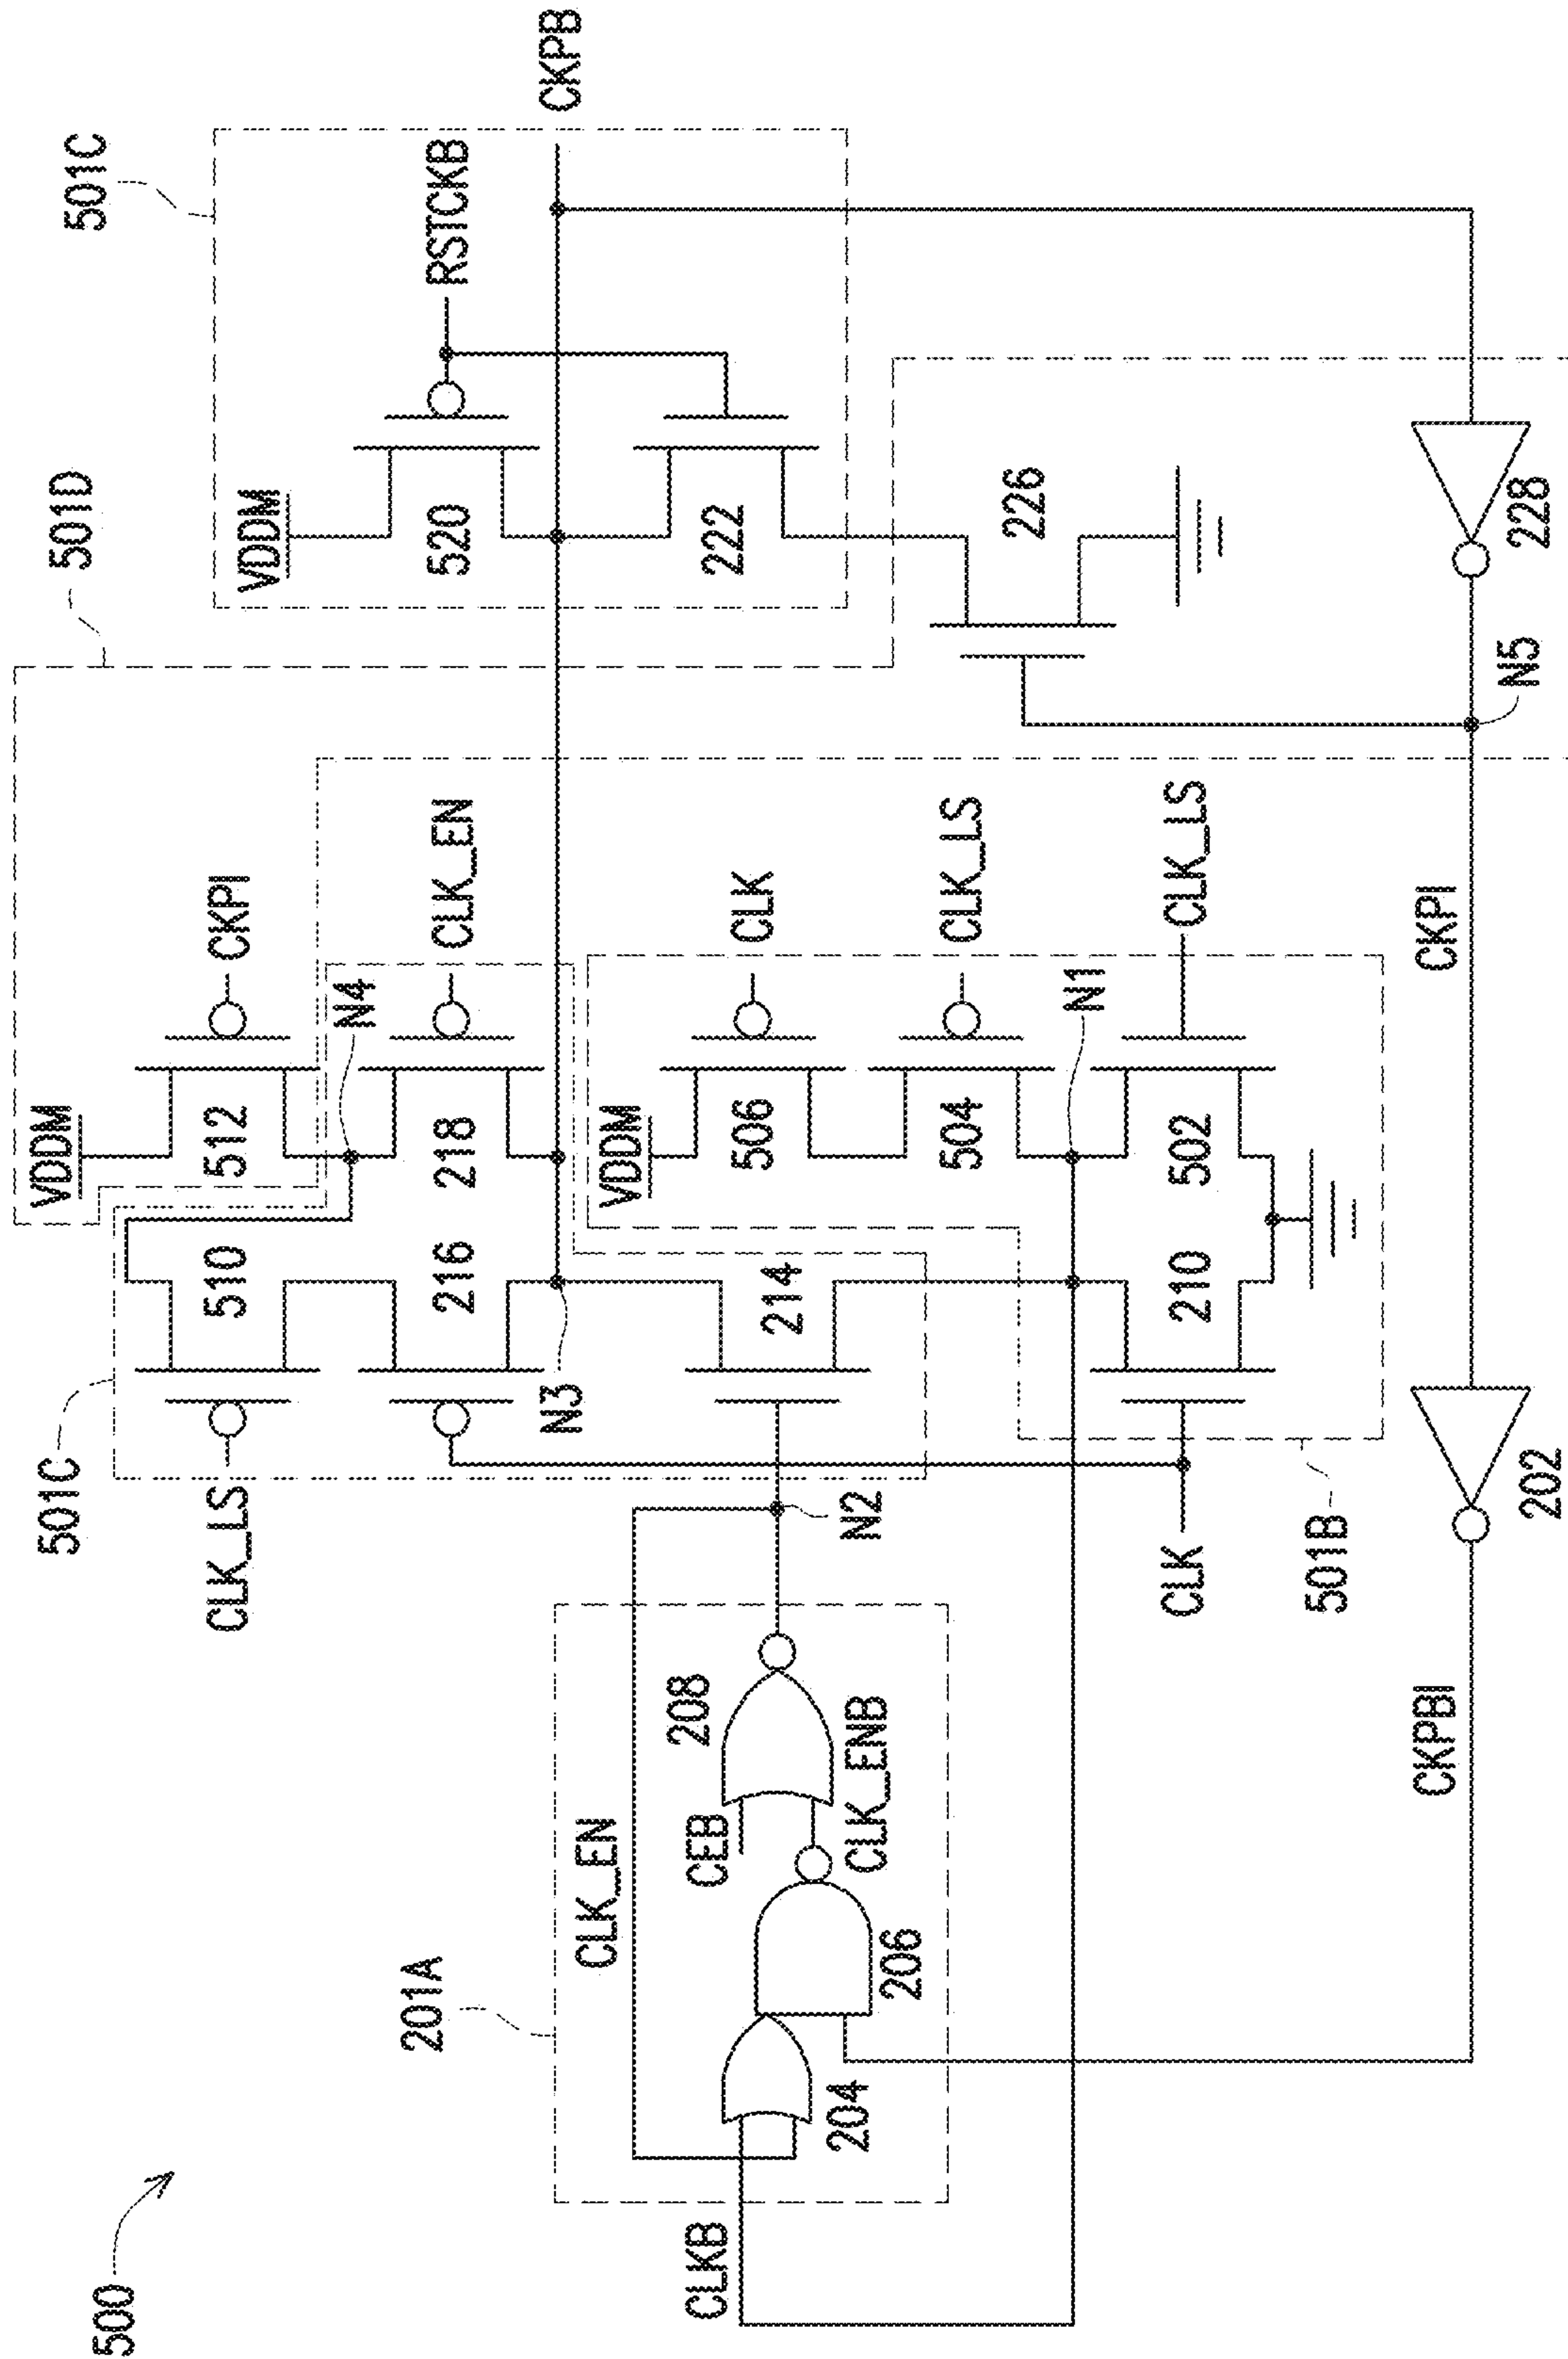 500
201A
CLKB
CLK_EN
204
206
CEB
208
CLK_ENB
N2
CKPBI
202
CKPI
N5
228
501C
CLK_LS
510
216
N3
214
CLK
501B
210
VDDM
512
CKPI
N4
218
CLK_EN
VDDM
506
CLK
504
CLK_LS
N1
502
CLK_LS
501D
VDDM
520
222
226
RSTCKB
501C
CKPB